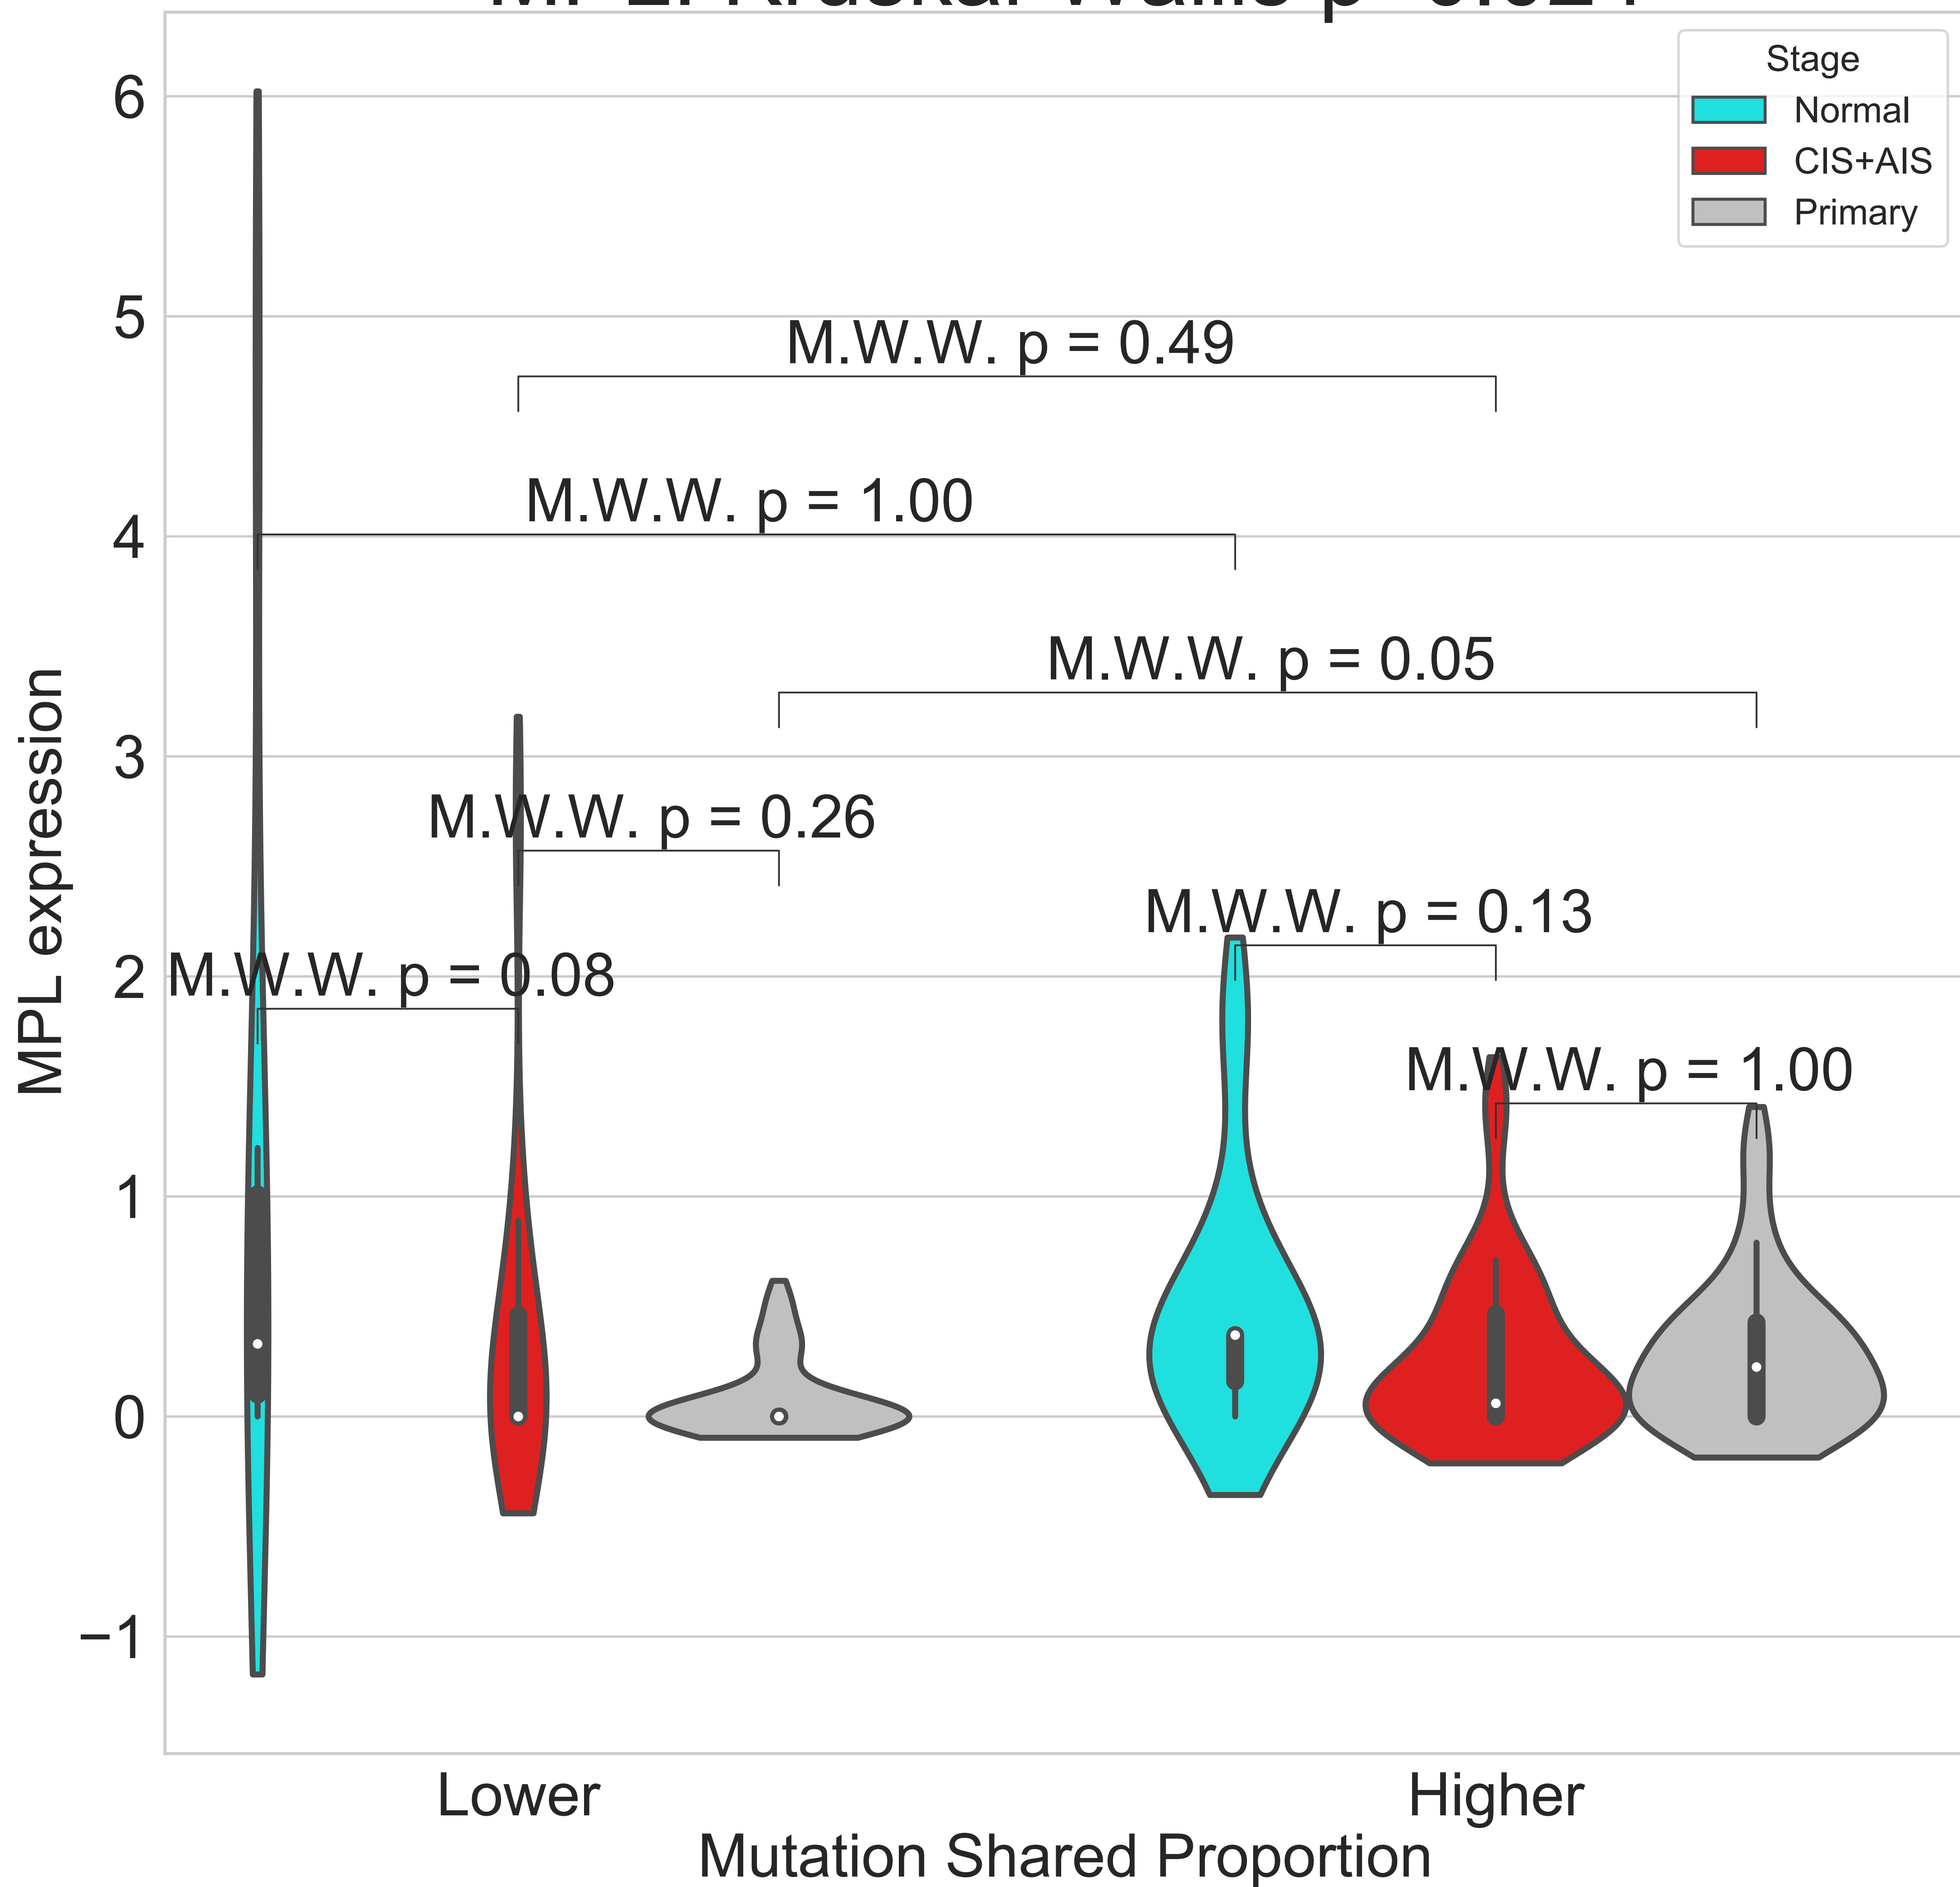 Stage
Normal
CIS+AIS
Primary
6
5
4
3
2
1
0
−1
MPL expression
M.W.W. p = 0.49
M.W.W. p = 1.00
M.W.W. p = 0.05
M.W.W. p = 0.26
M.W.W. p = 0.13
M.W.W. p = 0.08
M.W.W. p = 1.00
Lower
Higher
Mutation Shared Proportion